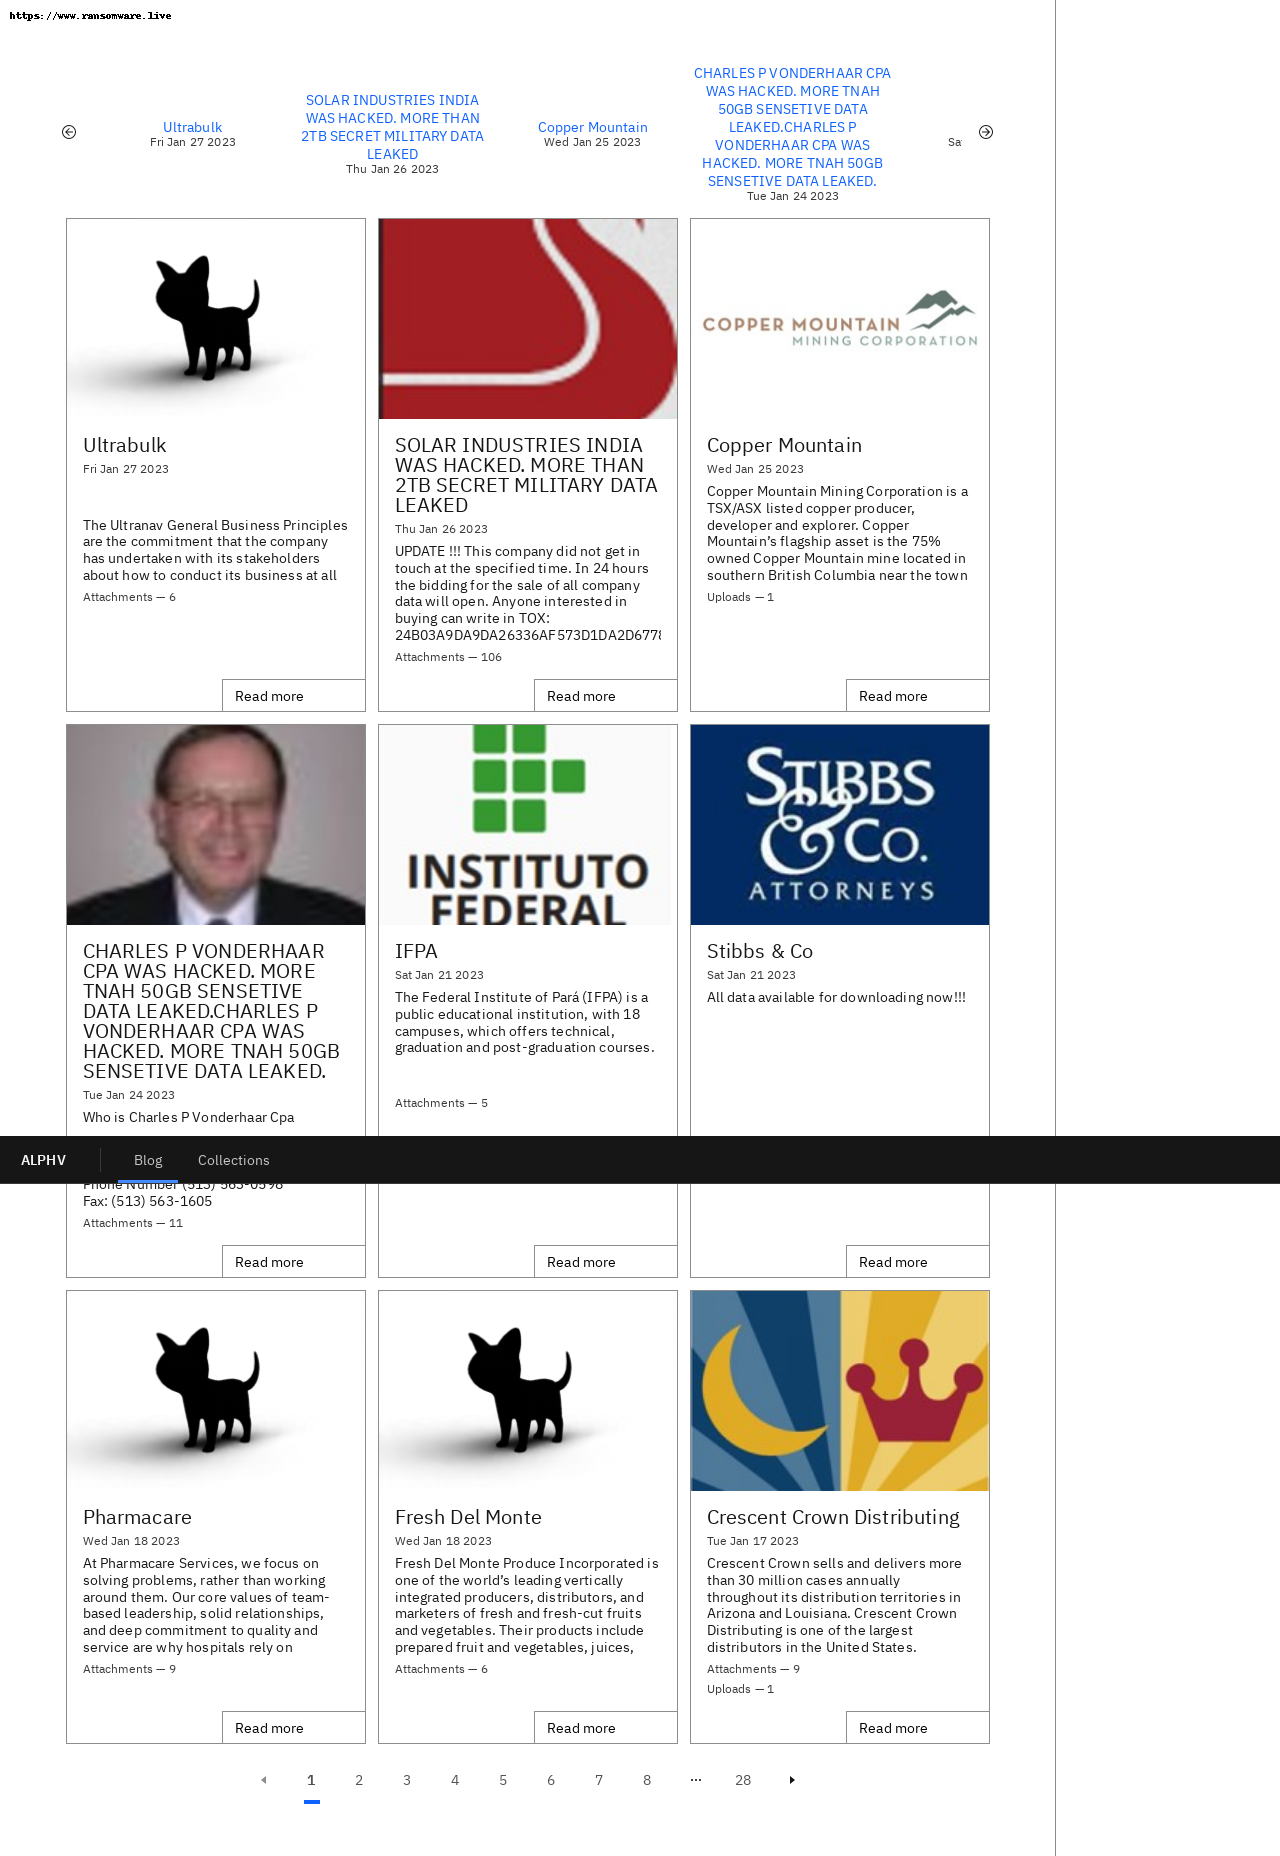 https://www.ransomware.live
Ultrabulk
Fri Jan 27 2023
SOLAR INDUSTRIES INDIA
WAS HACKED. MORE THAN
2TB SECRET MILITARY DATA
LEAKED
Thu Jan 26 2023
Copper Mountain
Wed Jan 25 2023
CHARLES P VONDERHAAR CPA
WAS HACKED. MORE TNAH
50GB SENSETIVE DATA
LEAKED.CHARLES P
VONDERHAAR CPA WAS
HACKED. MORE TNAH 50GB
SENSETIVE DATA LEAKED.
Tue Jan 24 2023
Sa
Ultrabulk
Fri Jan 27 2023
The Ultranav General Business Principles
are the commitment that the company
has undertaken with its stakeholders
about how to conduct its business at all
Attachments — 6
Read more
SOLAR INDUSTRIES INDIA
WAS HACKED. MORE THAN
2TB SECRET MILITARY DATA
LEAKED
Thu Jan 26 2023
UPDATE !!! This company did not get in
touch at the specified time. In 24 hours
the bidding for the sale of all company
data will open. Anyone interested in
buying can write in TOX:
24B03A9DA9DA26336AF573D1DA2D6778
Attachments — 106
Read more
COPPER MOUNTAIN
MINING CORPORATION
Copper Mountain
Wed Jan 25 2023
Copper Mountain Mining Corporation is a
TSX/ASX listed copper producer,
developer and explorer. Copper
Mountain’s flagship asset is the 75%
owned Copper Mountain mine located in
southern British Columbia near the town
Uploads — 1
Read more
CHARLES P VONDERHAAR
CPA WAS HACKED. MORE
TNAH 50GB SENSETIVE
DATA LEAKED.CHARLES P
VONDERHAAR CPA WAS
HACKED. MORE TNAH 50GB
SENSETIVE DATA LEAKED.
Tue Jan 24 2023
Who is Charles P Vonderhaar Cpa
Phone Number (513) 563-0598
Fax: (513) 563-1605
Attachments — 11
Read more
INSTITUTO
FEDERAL
IFPA
Sat Jan 21 2023
The Federal Institute of Pará (IFPA) is a
public educational institution, with 18
campuses, which offers technical,
graduation and post-graduation courses.
Attachments — 5
Read more
STIBBS
& CO.
ATTORNEYS
Stibbs & Co
Sat Jan 21 2023
All data available for downloading now!!!
Read more
ALPHV
Blog
Collections
Pharmacare
Wed Jan 18 2023
At Pharmacare Services, we focus on
solving problems, rather than working
around them. Our core values of team-
based leadership, solid relationships,
and deep commitment to quality and
service are why hospitals rely on
Attachments — 9
Read more
Fresh Del Monte
Wed Jan 18 2023
Fresh Del Monte Produce Incorporated is
one of the world’s leading vertically
integrated producers, distributors, and
marketers of fresh and fresh-cut fruits
and vegetables. Their products include
prepared fruit and vegetables, juices,
Attachments — 6
Read more
Crescent Crown Distributing
Tue Jan 17 2023
Crescent Crown sells and delivers more
than 30 million cases annually
throughout its distribution territories in
Arizona and Louisiana. Crescent Crown
Distributing is one of the largest
distributors in the United States.
Attachments — 9
Uploads — 1
Read more
1 2 3 4 5 6 7 8 ... 28